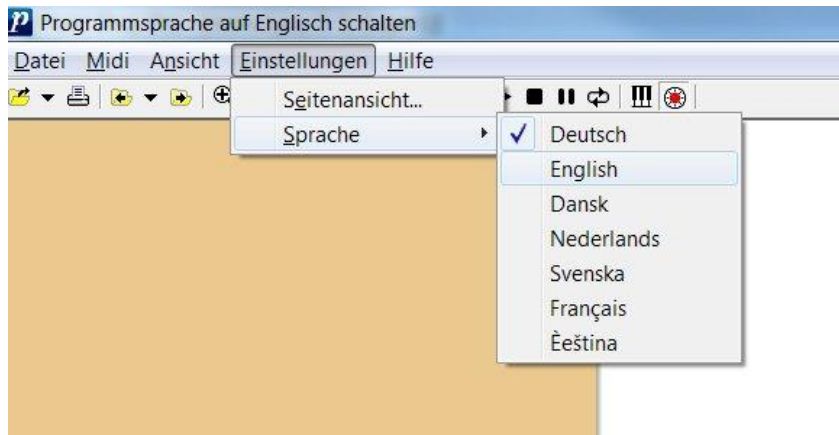 Programmsprache auf Englisch schalten
Datei Midi Ansicht Einstellungen Hilfe
Seitenansicht...
Sprache
Deutsch
English
Dansk
Nederlands
Svenska
Français
Èeština